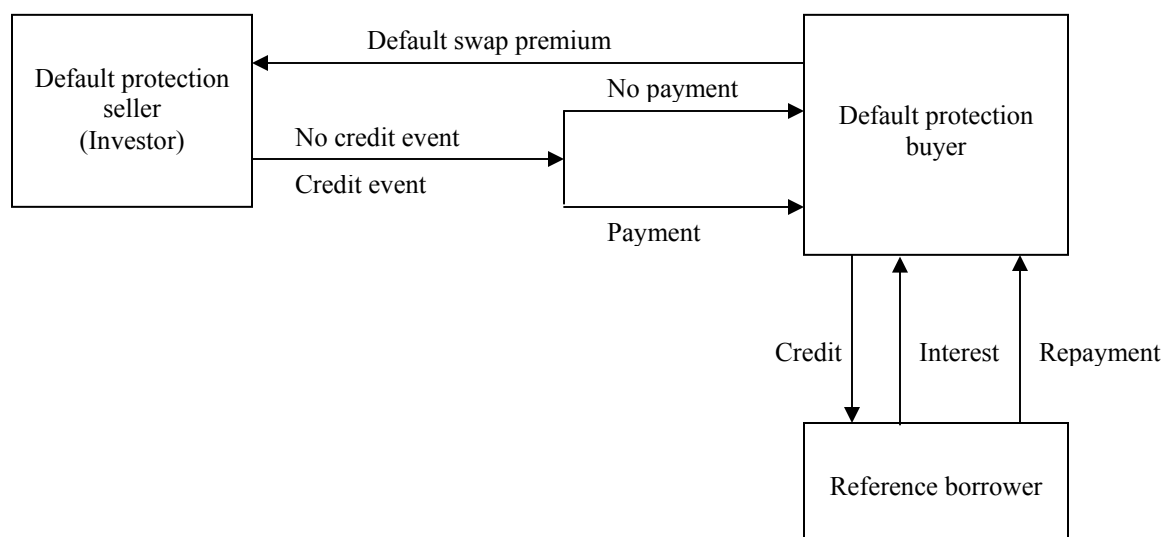 Default swap premium
Default protection
seller
(Investor)
No payment
Default protection
buyer
No credit event
Credit event
Payment
Credit
Interest
Repayment
Reference borrower